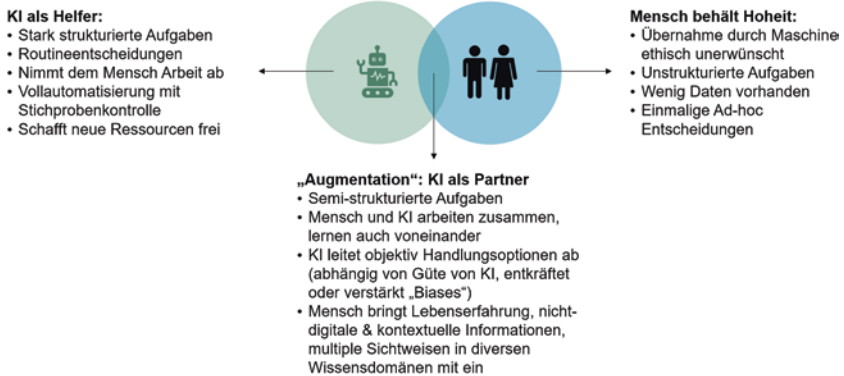 KI als Helfer:
• Stark strukturierte Aufgaben
• Routineentscheidungen
• Nimmt dem Mensch Arbeit ab
• Vollautomatisierung mit
Stichprobenkontrolle
• Schafft neue Ressourcen frei
Mensch behält Hoheit:
• Übernahme durch Maschine
ethisch unerwünscht
• Unstrukturierte Aufgaben
• Wenig Daten vorhanden
• Einmalige Ad-hoc
Entscheidungen
„Augmentation“: KI als Partner
• Semi-strukturierte Aufgaben
• Mensch und KI arbeiten zusammen,
lernen auch voneinander
• KI leitet objektiv Handlungsoptionen ab
(abhängig von Güte von KI, entkräftet
oder verstärkt „Biases“)
• Mensch bringt Lebenserfahrung, nicht-
digitale & kontextuelle Informationen,
multiple Sichtweisen in diversen
Wissensdomänen mit ein